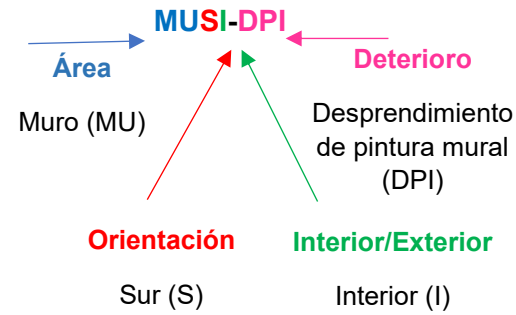 MUSI-DPI
Área
Muro (MU)
Deterioro
Desprendimiento
de pintura mural
(DPI)
Orientación
Sur (S)
Interior/Exterior
Interior (I)